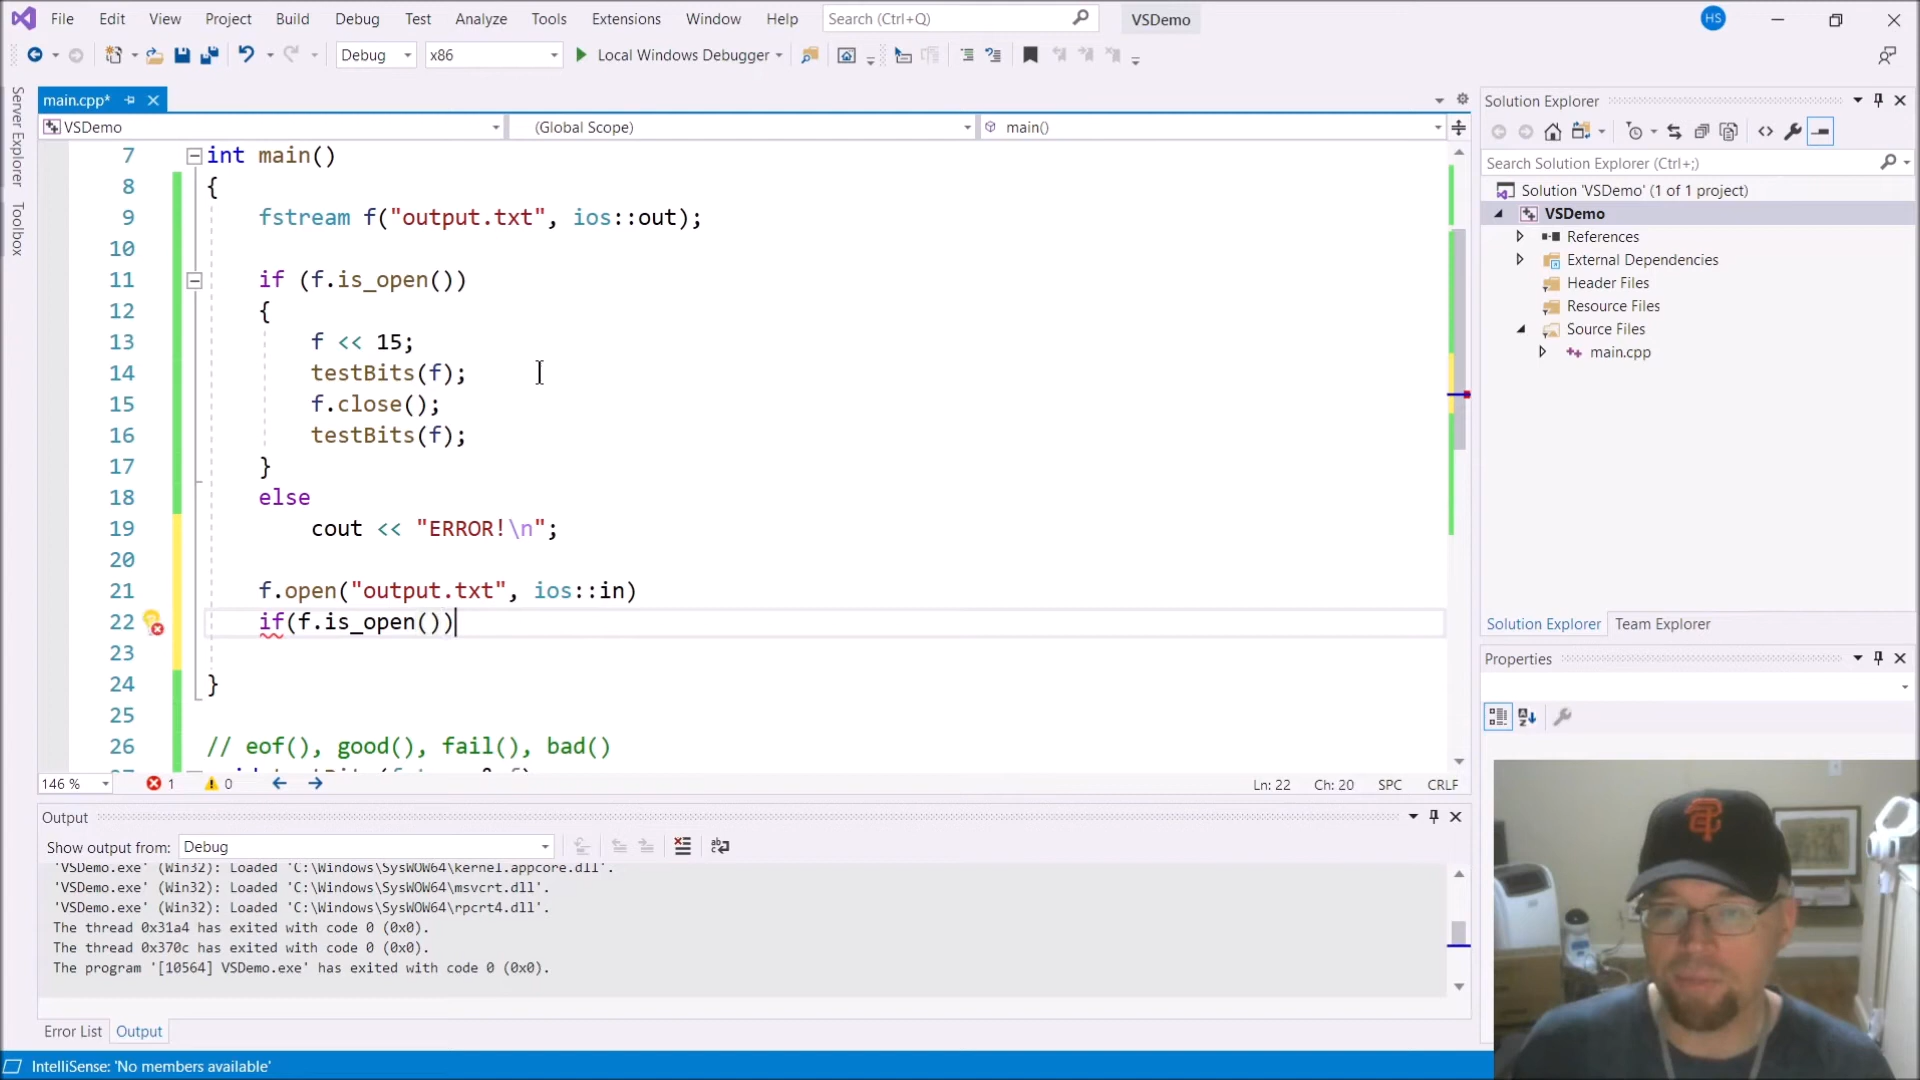 File Edit View Project Build Debug Test Analyze Tools Extensions Window Help Search (Ctrl+Q) VSDemo HS
Debug x86 Local Windows Debugger
Server Explorer
Toolbox
main.cpp*
VSDemo (Global Scope) main()
7 int main()
8 {
9 fstream f("output.txt", ios::out);
10
11 if (f.is_open())
12 {
13 f << 15;
14 testBits(f);
15 f.close();
16 testBits(f);
17 }
18 else
19 cout << "ERROR!\n";
20
21 f.open("output.txt", ios::in)
22 if(f.is_open())
23
24 }
25
26 // eof(), good(), fail(), bad()
146 % 1 0 Ln: 22 Ch: 20 SPC CRLF
Output
Show output from: Debug
'VSDemo.exe' (Win32): Loaded 'C:\Windows\SysWOW64\kernel.appcore.dll'.
'VSDemo.exe' (Win32): Loaded 'C:\Windows\SysWOW64\msvcrt.dll'.
'VSDemo.exe' (Win32): Loaded 'C:\Windows\SysWOW64\rpcrt4.dll'.
The thread 0x31a4 has exited with code 0 (0x0).
The thread 0x370c has exited with code 0 (0x0).
The program '[10564] VSDemo.exe' has exited with code 0 (0x0).
Error List Output
IntelliSense: 'No members available'
Solution Explorer
Search Solution Explorer (Ctrl+;)
Solution 'VSDemo' (1 of 1 project)
VSDemo
References
External Dependencies
Header Files
Resource Files
Source Files
main.cpp
Solution Explorer Team Explorer
Properties